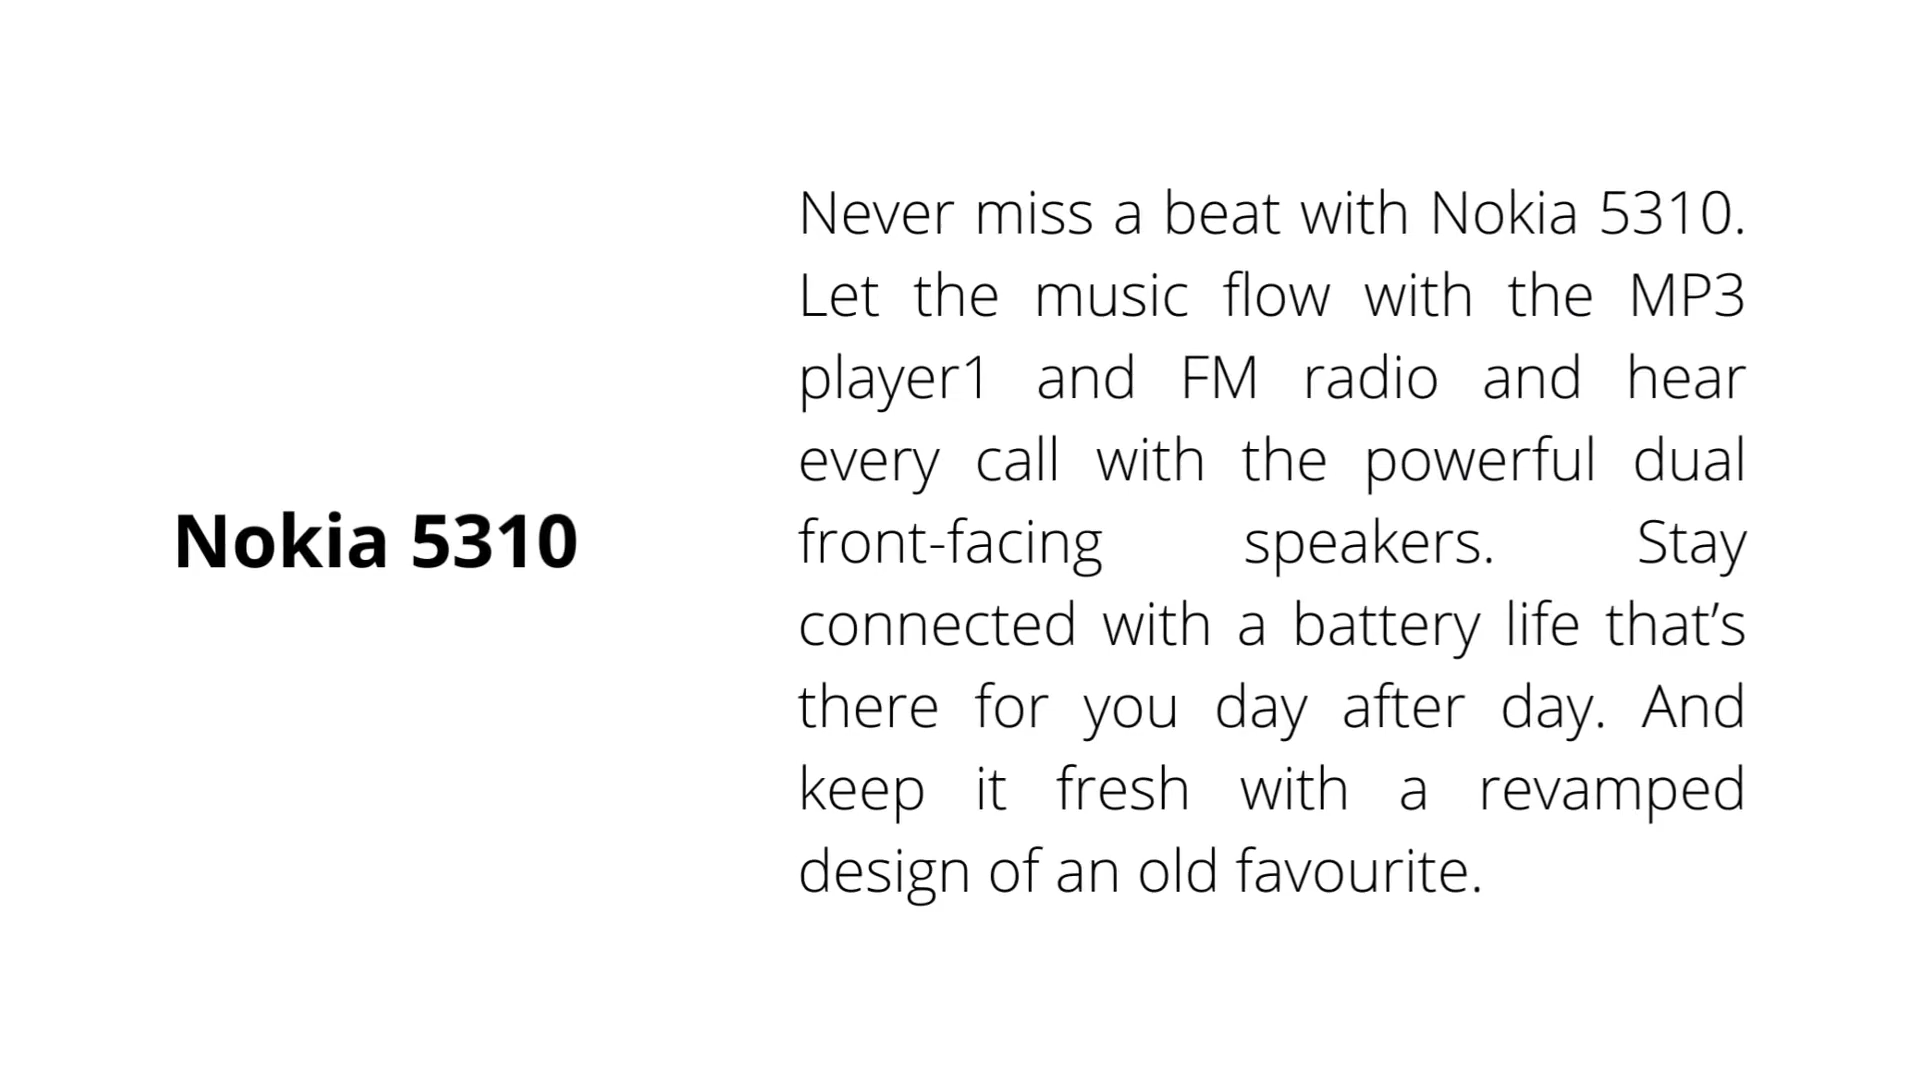 Nokia 5310
Never miss a beat with Nokia 5310.
Let the music flow with the MP3
player1 and FM radio and hear
every call with the powerful dual
front-facing speakers. Stay
connected with a battery life that’s
there for you day after day. And
keep it fresh with a revamped
design of an old favourite.